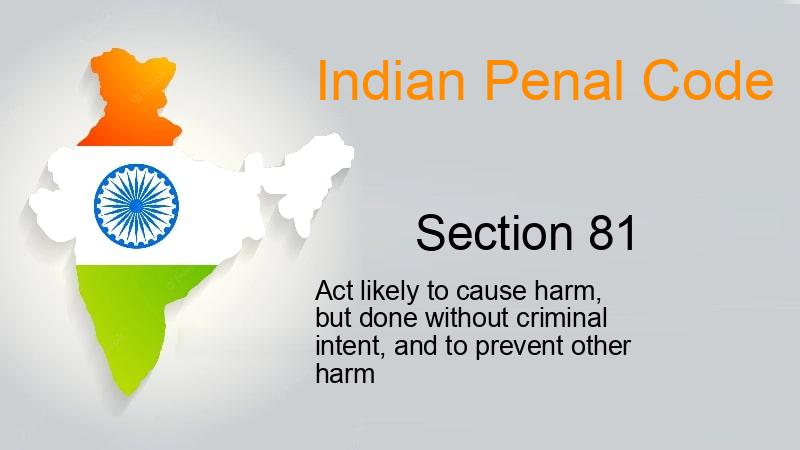 Indian Penal Code
Section 81
Act likely to cause harm,
but done without criminal
intent, and to prevent other
harm